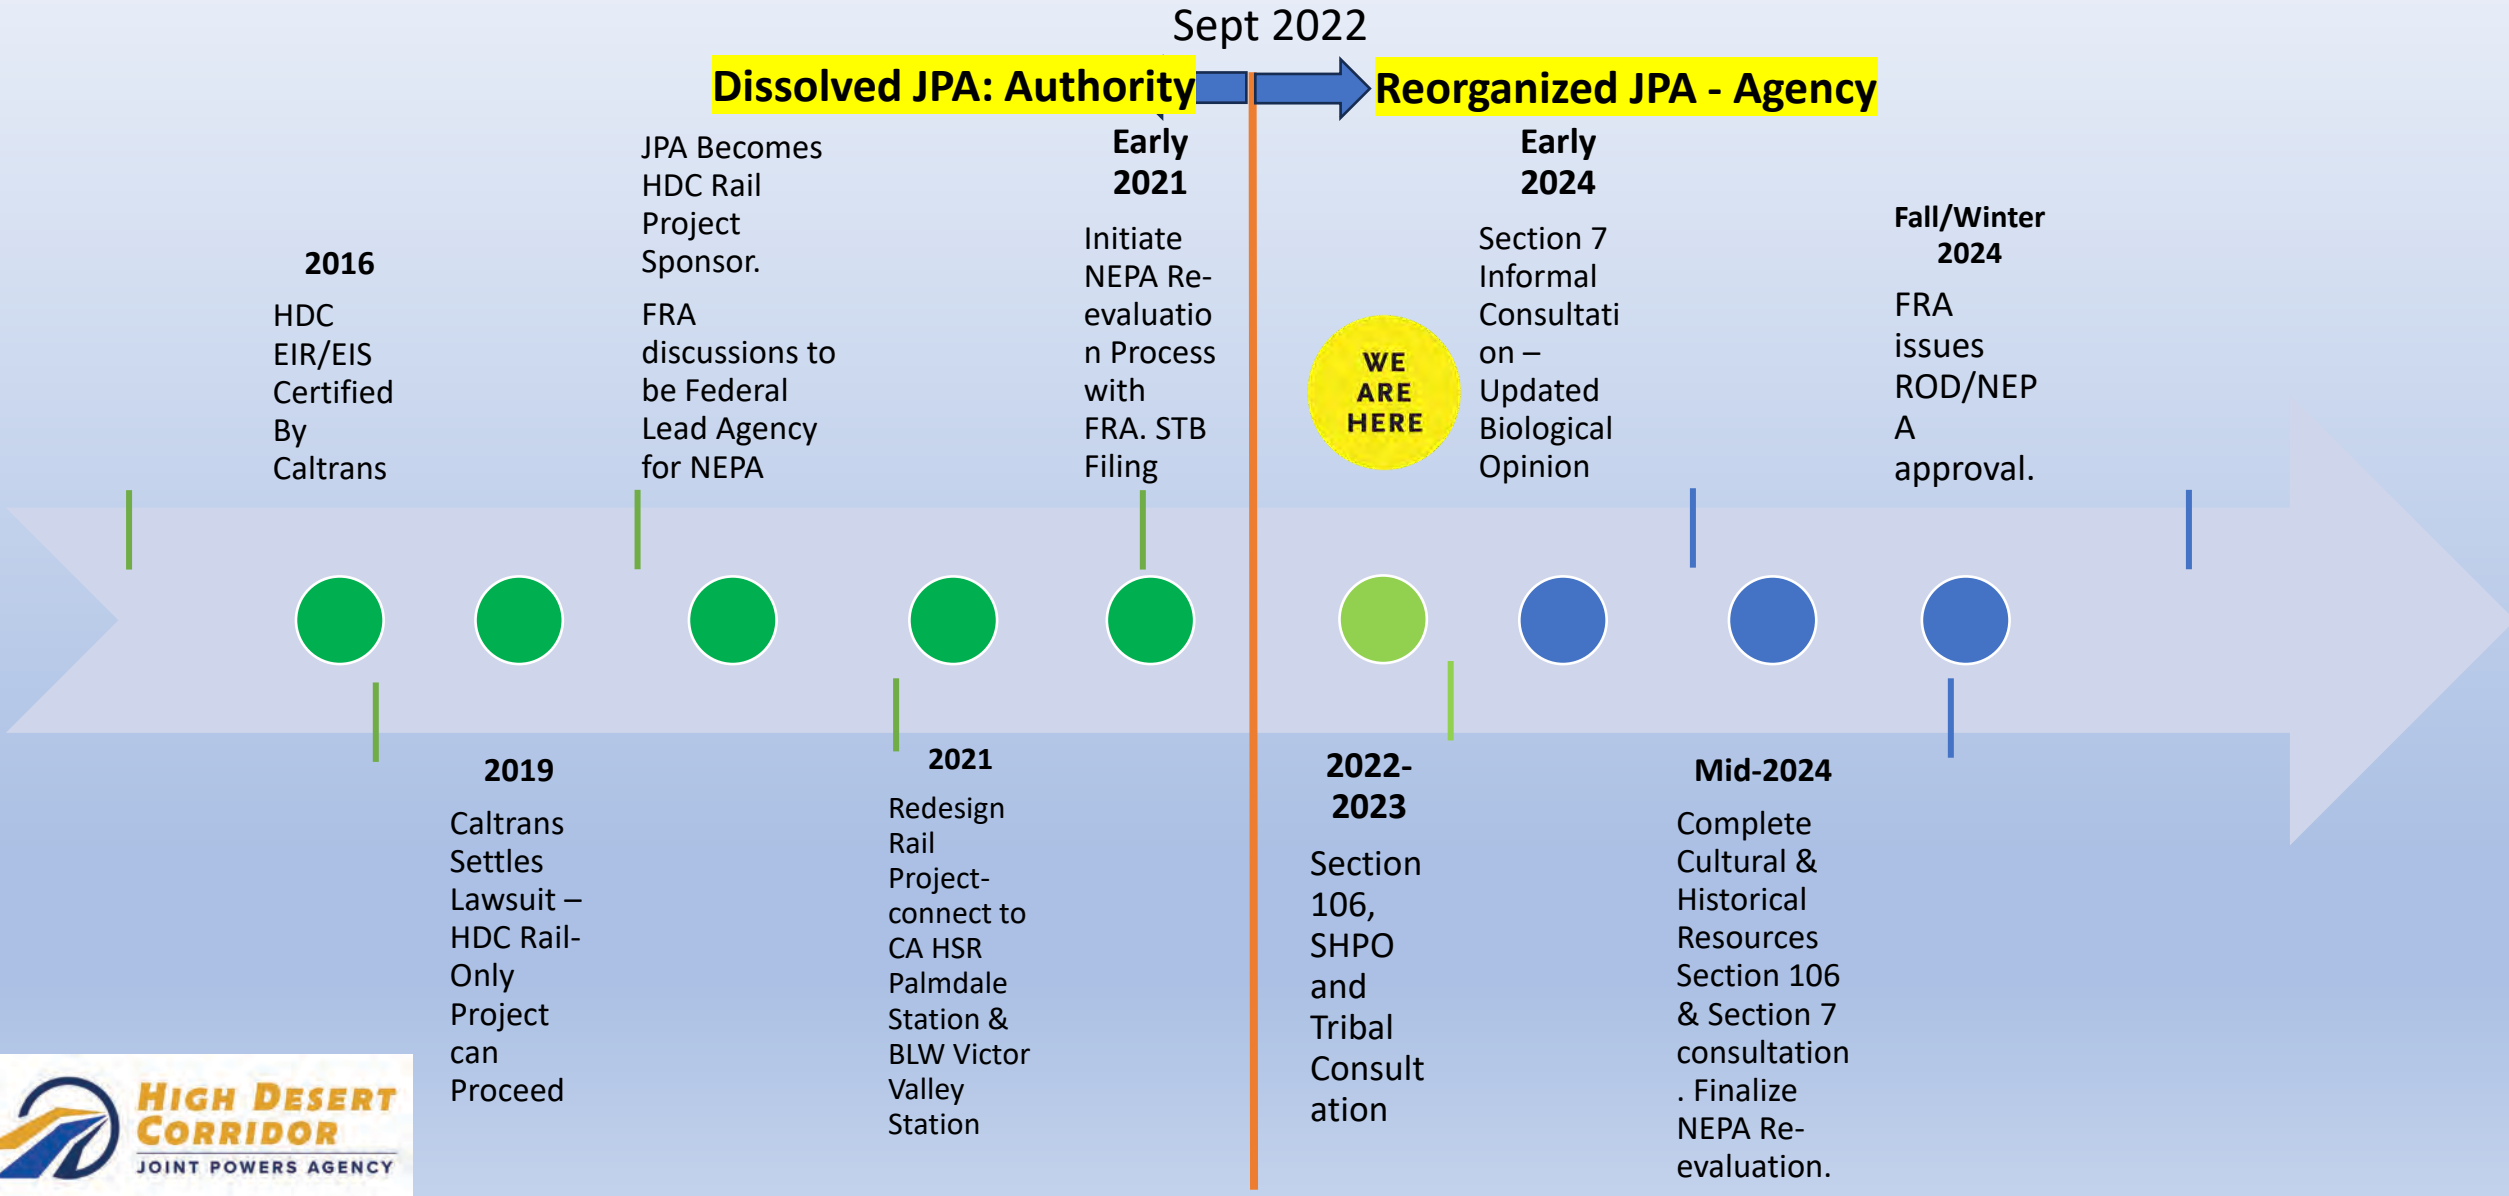 Sept 2022
Dissolved JPA: Authority
Reorganized JPA - Agency
2016
HDC
EIR/EIS
Certified
By
Caltrans
JPA Becomes
HDC Rail
Project
Sponsor.
FRA
discussions to
be Federal
Lead Agency
for NEPA
Early
2021
Initiate
NEPA Re-
evaluatio
n Process
with
FRA. STB
Filing
WE
ARE
HERE
Early
2024
Section 7
Informal
Consultati
on –
Updated
Biological
Opinion
Fall/Winter
2024
FRA
issues
ROD/NEP
A
approval.
2019
Caltrans
Settles
Lawsuit –
HDC Rail-
Only
Project
can
Proceed
2021
Redesign
Rail
Project-
connect to
CA HSR
Palmdale
Station &
BLW Victor
Valley
Station
2022-
2023
Section
106,
SHPO
and
Tribal
Consult
ation
Mid-2024
Complete
Cultural &
Historical
Resources
Section 106
& Section 7
consultation
. Finalize
NEPA Re-
evaluation.
HIGH DESERT
CORRIDOR
JOINT POWERS AGENCY